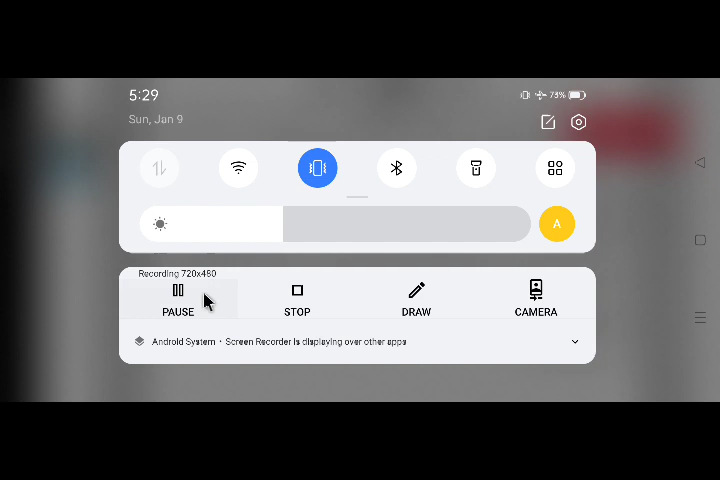 5:29
73%
Sun, Jan 9
A
Recording 720x480
PAUSE
STOP
DRAW
CAMERA
Android System • Screen Recorder is displaying over other apps